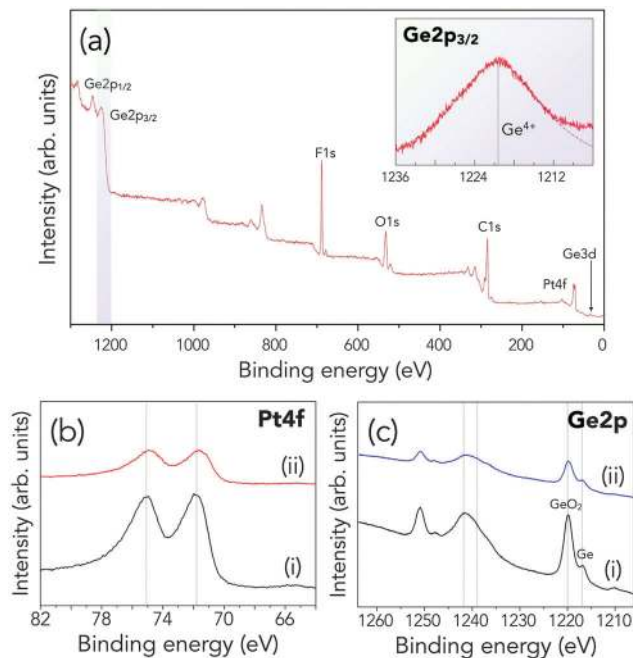 (a)
Ge2p1/2
Ge2p3/2
F1s
O1s
C1s
Pt4f
Ge3d
Intensity (arb. units)
1200 1000 800 600 400 200 0
Binding energy (eV)
Ge2p3/2
Ge4+
1236 1224 1212
(b)
Pt4f
(ii)
(i)
Intensity (arb. units)
82 78 74 70 66
Binding energy (eV)
(c)
Ge2p
(ii)
GeO2
Ge
(i)
Intensity (arb. units)
1260 1250 1240 1230 1220 1210
Binding energy (eV)